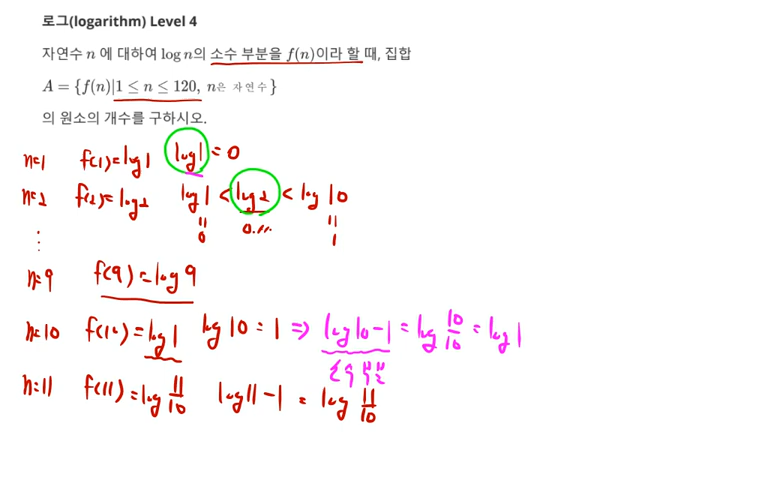 로그(logarithm) Level 4
자연수 n 에 대하여 log n의 소수 부분을 f(n)이라 할 때, 집합
A = {f(n)|1 ≤ n ≤ 120, n은 자연수}
의 원소의 개수를 구하시오.
n=1 f(1)=log1 log1 = 0
n=2 f(2)=log2 log1 < log2 < log10
= 0 0.... = 1
⋮
n=9 f(9)=log9
n=10 f(10)=log1 log10=1 ⇒ log10-1 = log 10/10 = log1
n=11 f(11)=log 11/10 log11-1 = log 11/10